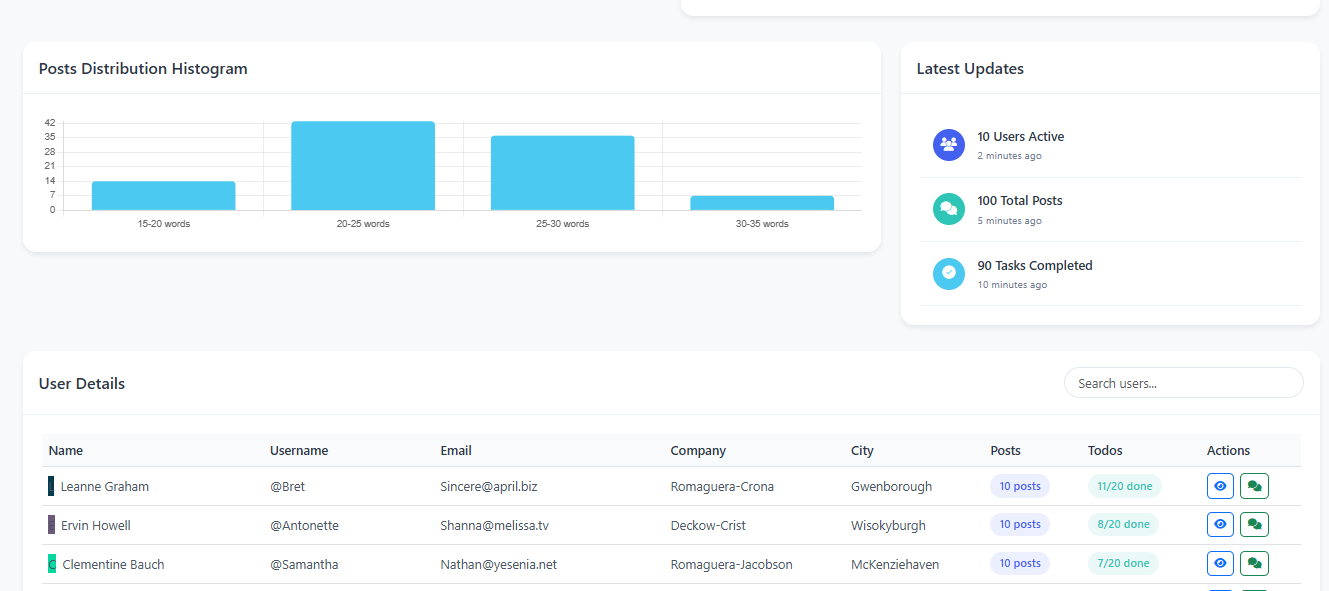 Posts Distribution Histogram
42
35
28
21
14
7
0
15-20 words 20-25 words 25-30 words 30-35 words
Latest Updates
10 Users Active
2 minutes ago
100 Total Posts
5 minutes ago
90 Tasks Completed
10 minutes ago
User Details
Search users...
Name Username Email Company City Posts Todos Actions
Leanne Graham @Bret Sincere@april.biz Romaguera-Crona Gwenborough 10 posts 11/20 done
Ervin Howell @Antonette Shanna@melissa.tv Deckow-Crist Wisokyburgh 10 posts 8/20 done
C Clementine Bauch @Samantha Nathan@yesenia.net Romaguera-Jacobson McKenziehaven 10 posts 7/20 done